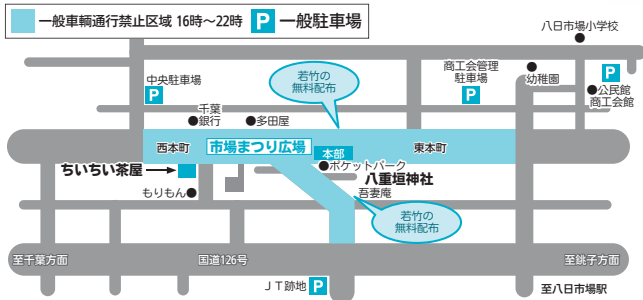 一般車輌通行禁止区域 16時～22時 P 一般駐車場
八日市場小学校
中央駐車場
P
若竹の
無料配布
商工会管理
駐車場
P
幼稚園
P
公民館
商工会館
千葉
銀行
多田屋
西本町
市場まつり広場
本部
東本町
ちいちい茶屋
ポケットパーク
八重垣神社
もりもん
吾妻庵
若竹の
無料配布
至千葉方面
国道126号
至銚子方面
JT跡地 P
至八日市場駅